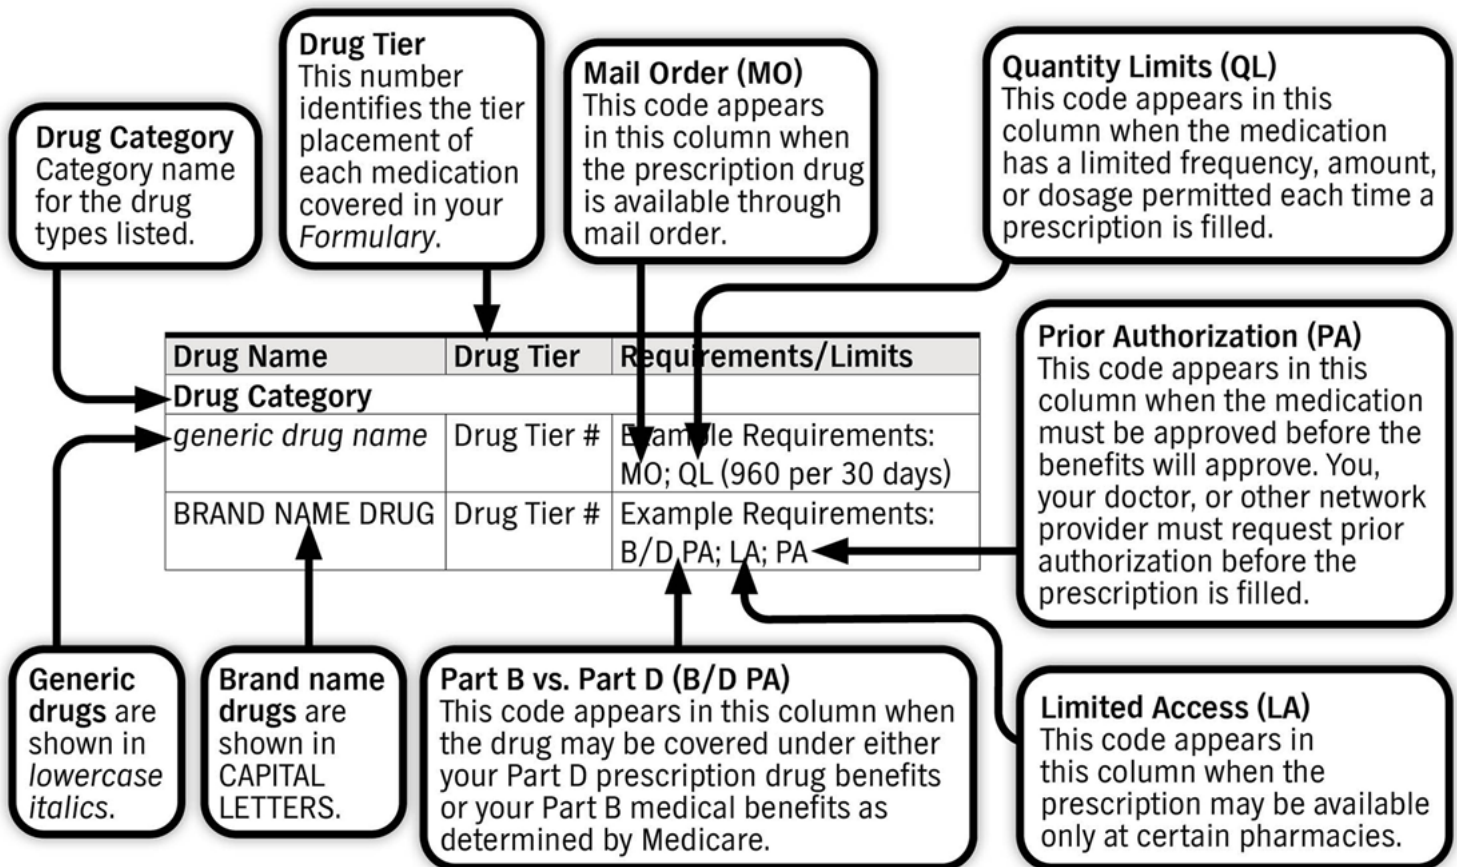 Drug Category
Category name
for the drug
types listed.
Drug Tier
This number
identifies the tier
placement of
each medication
covered in your
Formulary.
Mail Order (MO)
This code appears
in this column when
the prescription drug
is available through
mail order.
Quantity Limits (QL)
This code appears in this
column when the medication
has a limited frequency, amount,
or dosage permitted each time a
prescription is filled.
Drug Name Drug Tier Requirements/Limits
Drug Category
generic drug name Drug Tier # Example Requirements:
MO; QL (960 per 30 days)
BRAND NAME DRUG Drug Tier # Example Requirements:
B/D PA; LA; PA
Prior Authorization (PA)
This code appears in this
column when the medication
must be approved before the
benefits will approve. You,
your doctor, or other network
provider must request prior
authorization before the
prescription is filled.
Generic
drugs are
shown in
lowercase
italics.
Brand name
drugs are
shown in
CAPITAL
LETTERS.
Part B vs. Part D (B/D PA)
This code appears in this column when
the drug may be covered under either
your Part D prescription drug benefits
or your Part B medical benefits as
determined by Medicare.
Limited Access (LA)
This code appears in
this column when the
prescription may be available
only at certain pharmacies.